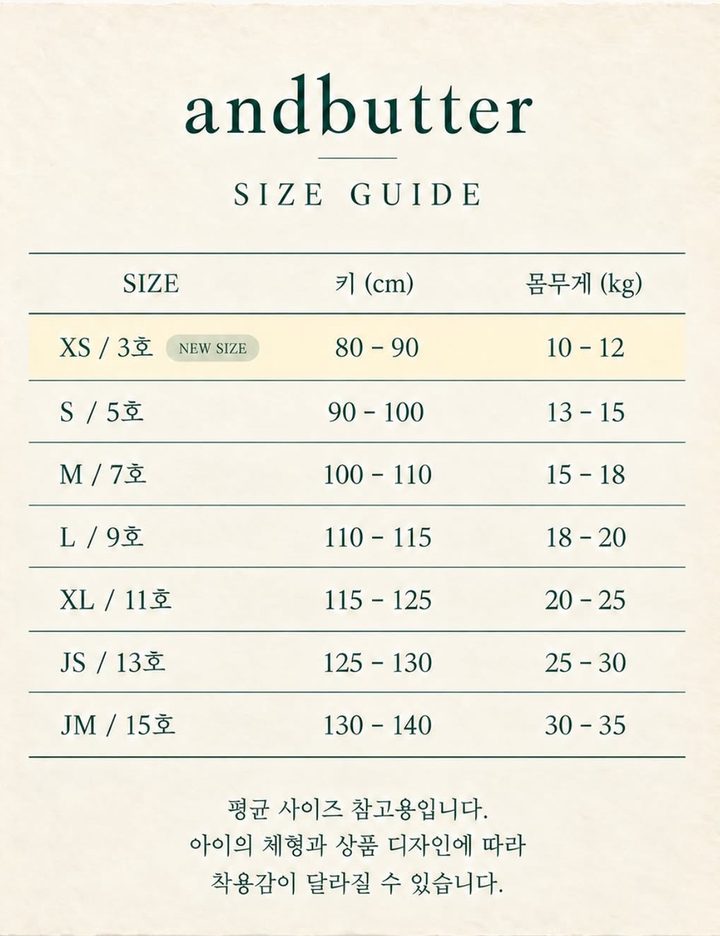 andbutter
SIZE GUIDE
SIZE 키 (cm) 몸무게 (kg)
XS / 3호 NEW SIZE 80 – 90 10 – 12
S / 5호 90 – 100 13 – 15
M / 7호 100 – 110 15 – 18
L / 9호 110 – 115 18 – 20
XL / 11호 115 – 125 20 – 25
JS / 13호 125 – 130 25 – 30
JM / 15호 130 – 140 30 – 35
평균 사이즈 참고용입니다.
아이의 체형과 상품 디자인에 따라
착용감이 달라질 수 있습니다.